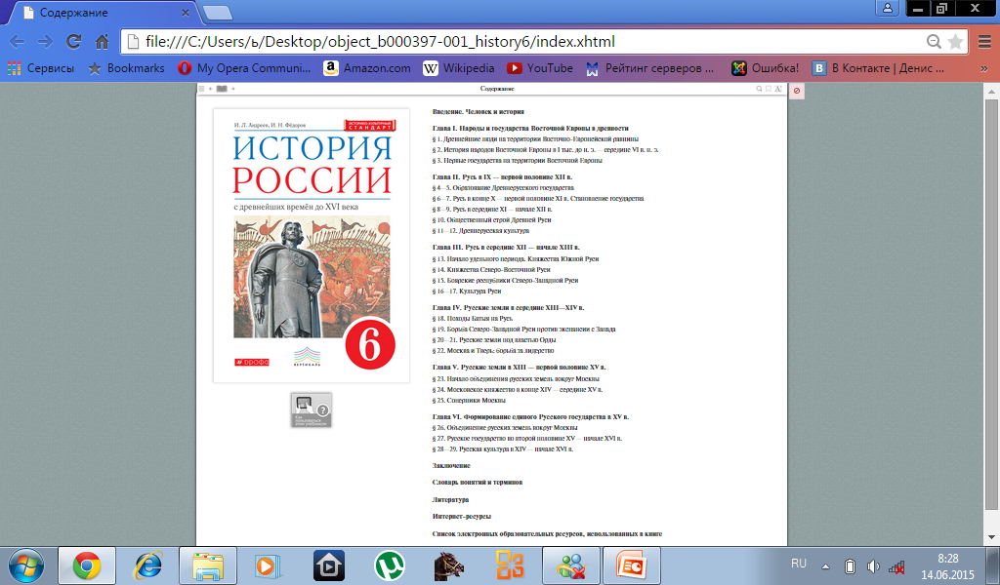 Содержание
file:///C:/Users/ь/Desktop/object_b000397-001_history6/index.xhtml
Сервисы Bookmarks My Opera Communi... Amazon.com Wikipedia YouTube Рейтинг серверов ... Ошибка! В Контакте | Денис ... »
Содержание
И. Л. Андреев, И. Н. Фёдоров
ИСТОРИКО-КУЛЬТУРНЫЙ
СТАНДАРТ
ИСТОРИЯ
РОССИИ
с древнейших времён до XVI века
6
ДРОФА
ВЕРТИКАЛЬ
Введение. Человек и история
Глава I. Народы и государства Восточной Европы в древности
§ 1. Древнейшие люди на территории Восточно-Европейской равнины
§ 2. История народов Восточной Европы в I тыс. до н. э. — середине VI в. н. э.
§ 3. Первые государства на территории Восточной Европы
Глава II. Русь в IX — первой половине XII в.
§ 4—5. Образование Древнерусского государства
§ 6—7. Русь в конце X — первой половине XI в. Становление государства
§ 8—9. Русь в середине XI — начале XII в.
§ 10. Общественный строй Древней Руси
§ 11—12. Древнерусская культура
Глава III. Русь в середине XII — начале XIII в.
§ 13. Начало удельного периода. Княжества Южной Руси
§ 14. Княжества Северо-Восточной Руси
§ 15. Боярские республики Северо-Западной Руси
§ 16—17. Культура Руси
Глава IV. Русские земли в середине XIII—XIV в.
§ 18. Походы Батыя на Русь
§ 19. Борьба Северо-Западной Руси против экспансии с Запада
§ 20—21. Русские земли под властью Орды
§ 22. Москва и Тверь: борьба за лидерство
Глава V. Русские земли в XIII — первой половине XV в.
§ 23. Начало объединения русских земель вокруг Москвы
§ 24. Московское княжество в конце XIV — середине XV в.
§ 25. Соперники Москвы
Глава VI. Формирование единого Русского государства в XV в.
§ 26. Объединение русских земель вокруг Москвы
§ 27. Русское государство во второй половине XV — начале XVI в.
§ 28—29. Русская культура в XIV — начале XVI в.
Заключение
Словарь понятий и терминов
Литература
Интернет-ресурсы
Список электронных образовательных ресурсов, использованных в книге
RU
8:28
14.06.2015